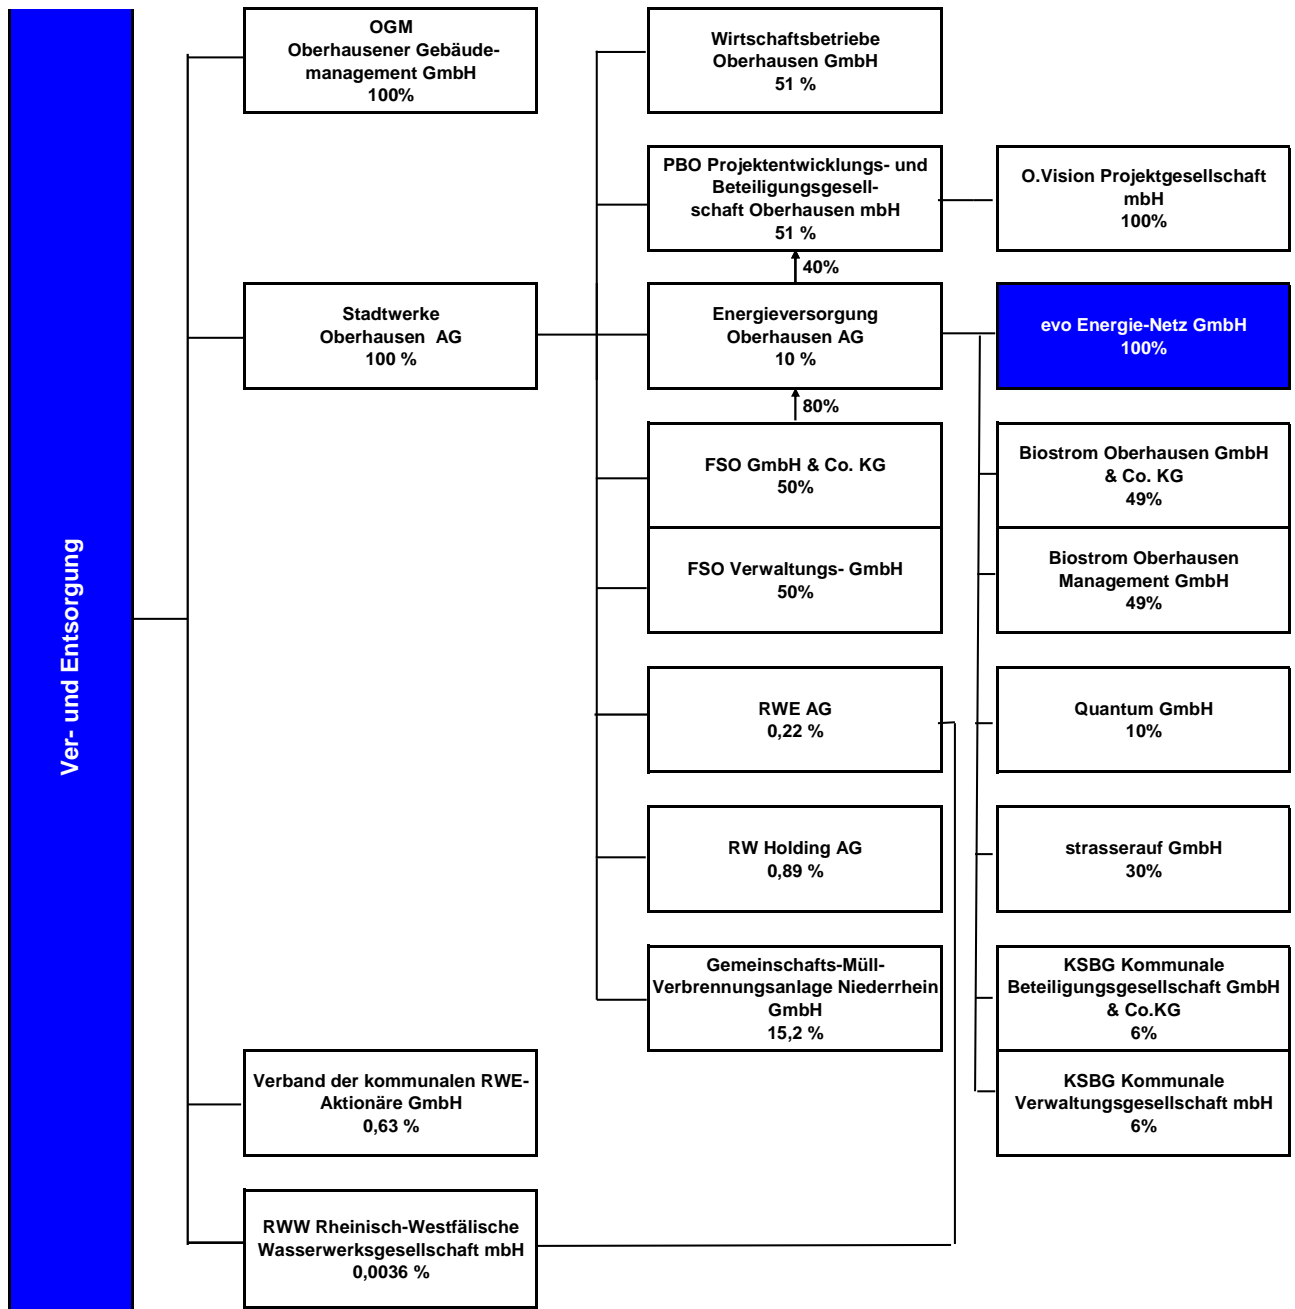 Ver- und Entsorgung
OGM
Oberhausener Gebäude-
management GmbH
100%
Stadtwerke
Oberhausen AG
100 %
Verband der kommunalen RWE-
Aktionäre GmbH
0,63 %
RWW Rheinisch-Westfälische
Wasserwerksgesellschaft mbH
0,0036 %
Wirtschaftsbetriebe
Oberhausen GmbH
51 %
PBO Projektentwicklungs- und
Beteiligungsgesell-
schaft Oberhausen mbH
51 %
40%
Energieversorgung
Oberhausen AG
10 %
80%
FSO GmbH & Co. KG
50%
FSO Verwaltungs- GmbH
50%
RWE AG
0,22 %
RW Holding AG
0,89 %
Gemeinschafts-Müll-
Verbrennungsanlage Niederrhein
GmbH
15,2 %
O.Vision Projektgesellschaft
mbH
100%
evo Energie-Netz GmbH
100%
Biostrom Oberhausen GmbH
& Co. KG
49%
Biostrom Oberhausen
Management GmbH
49%
Quantum GmbH
10%
strasserauf GmbH
30%
KSBG Kommunale
Beteiligungsgesellschaft GmbH
& Co.KG
6%
KSBG Kommunale
Verwaltungsgesellschaft mbH
6%